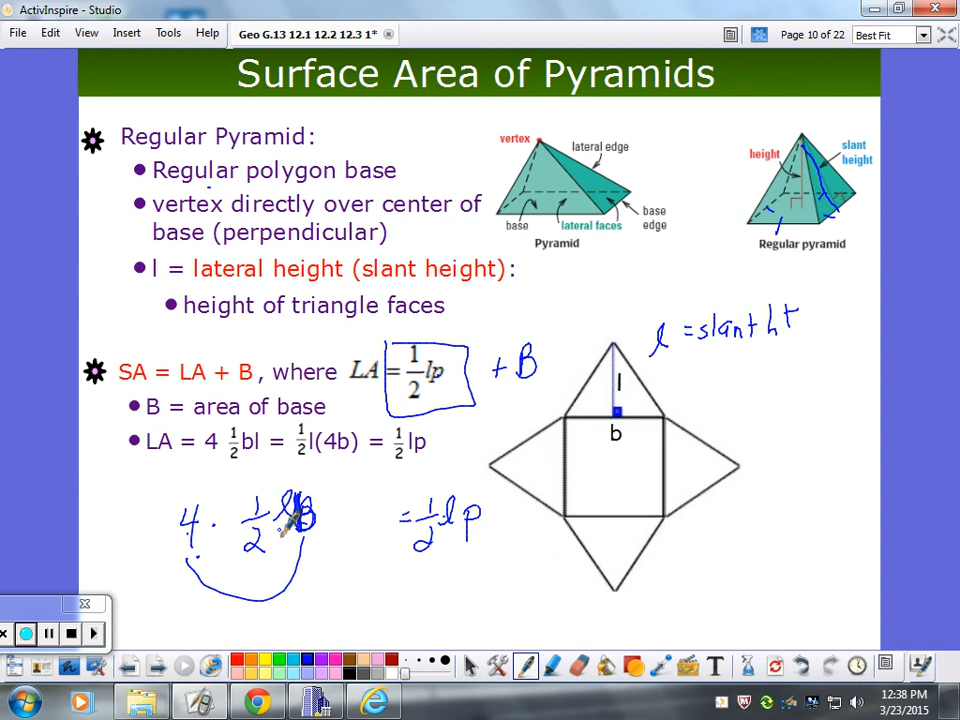 ActivInspire - Studio
File Edit View Insert Tools Help Geo G.13 12.1 12.2 12.3 1* Page 10 of 22 Best Fit
Surface Area of Pyramids
Regular Pyramid:
Regular polygon base
vertex directly over center of
base (perpendicular)
l = lateral height (slant height):
height of triangle faces
vertex
lateral edge
base
lateral faces
base
edge
Pyramid
height
slant
height
Regular pyramid
l = slant ht
SA = LA + B , where LA = 1/2 lp + B
B = area of base
LA = 4 1/2 bl = 1/2 l(4b) = 1/2 lp
l
b
4 · 1/2 l b = 1/2 l p
12:38 PM
3/23/2015